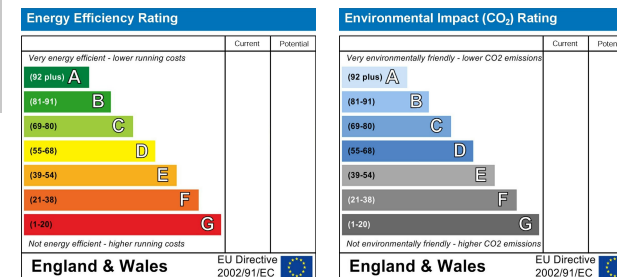 Energy Efficiency Rating
Current Potential
Very energy efficient - lower running costs
(92 plus) A
(81-91) B
(69-80) C
(55-68) D
(39-54) E
(21-38) F
(1-20) G
Not energy efficient - higher running costs
England & Wales
EU Directive
2002/91/EC
Environmental Impact (CO₂) Rating
Current Poten
Very environmentally friendly - lower CO2 emissions
(92 plus) A
(81-91) B
(69-80) C
(55-68) D
(39-54) E
(21-38) F
(1-20) G
Not environmentally friendly - higher CO2 emissions
England & Wales
EU Directive
2002/91/EC